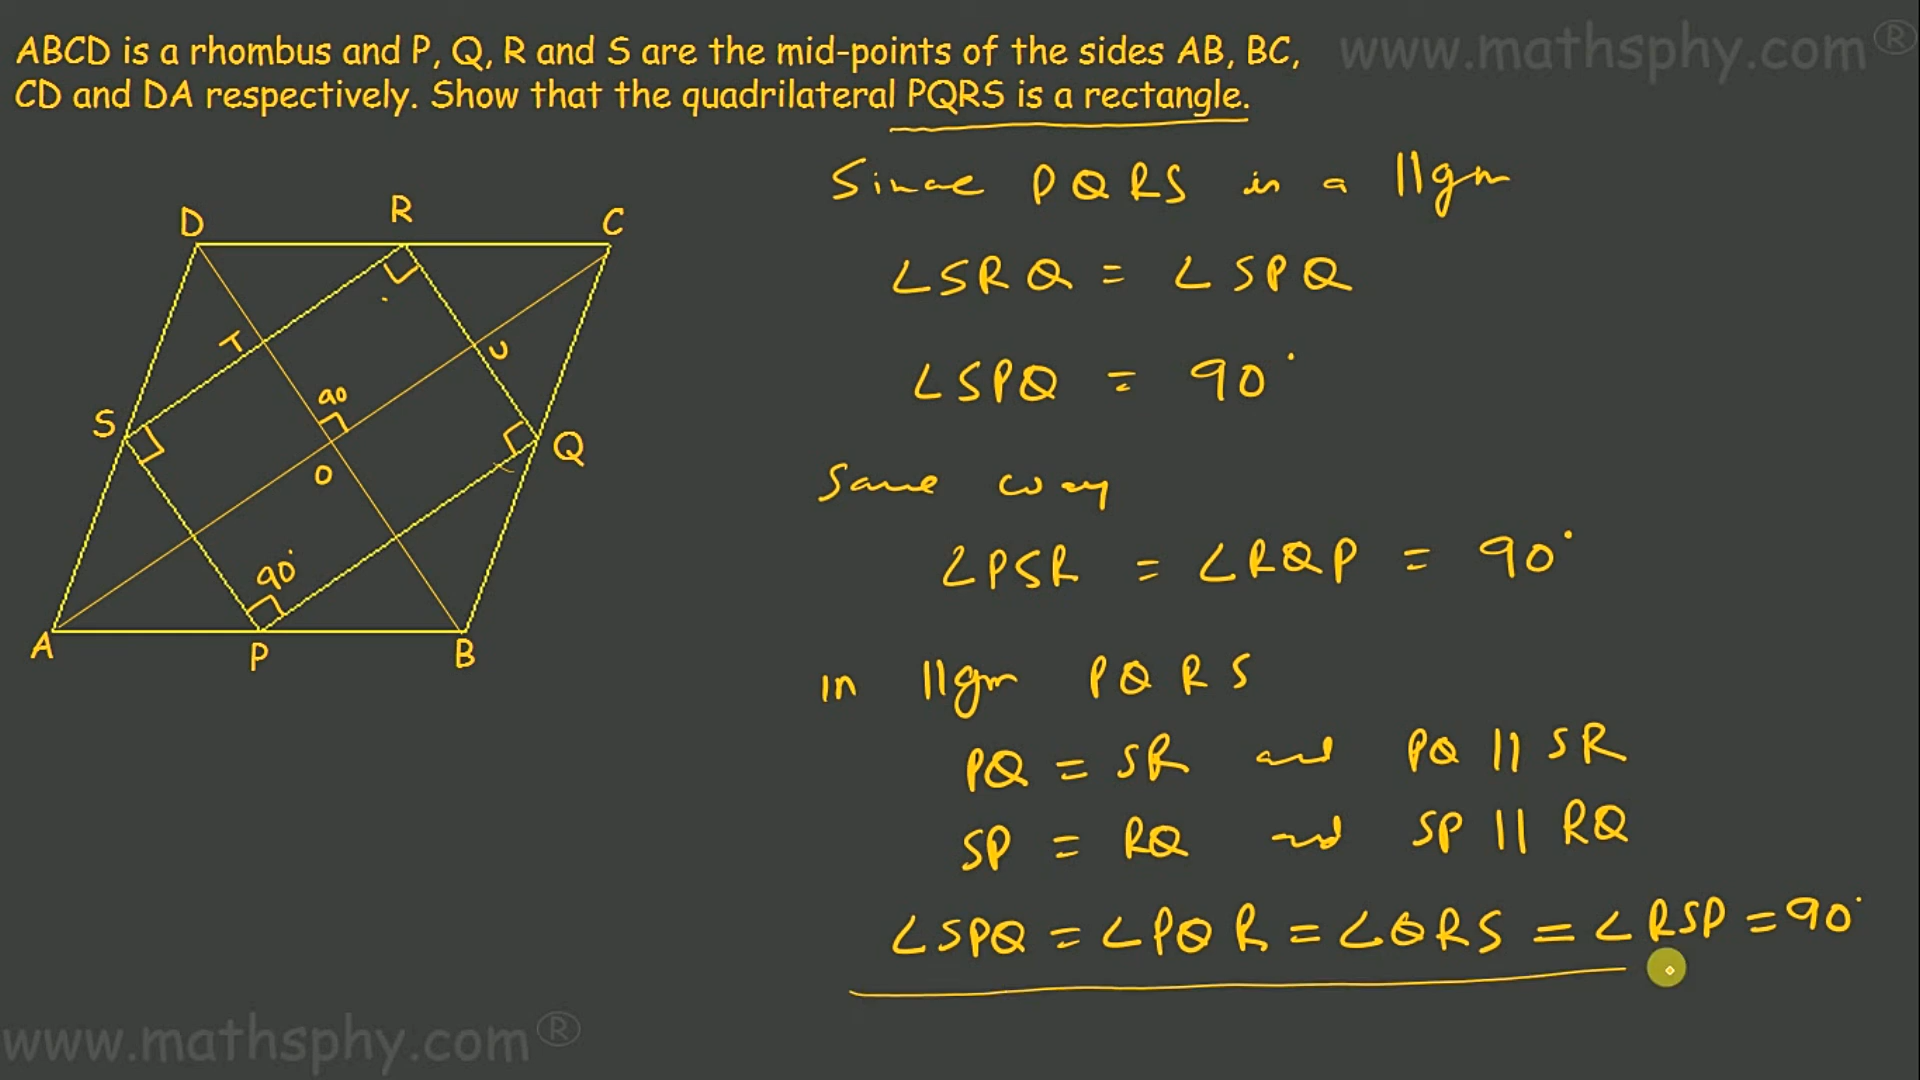 ABCD is a rhombus and P, Q, R and S are the mid-points of the sides AB, BC,
www.mathsphy.com®
CD and DA respectively. Show that the quadrilateral PQRS is a rectangle.
Since PQRS is a ||gm
D R C
∠SRQ = ∠SPQ
T U
∠SPQ = 90°
90
S Q
O
Same way
∠PSR = ∠RQP = 90°
90°
A P B
in ||gm PQRS
PQ = SR and PQ || SR
SP = RQ and SP || RQ
∠SPQ = ∠PQR = ∠QRS = ∠RSP = 90°
www.mathsphy.com®